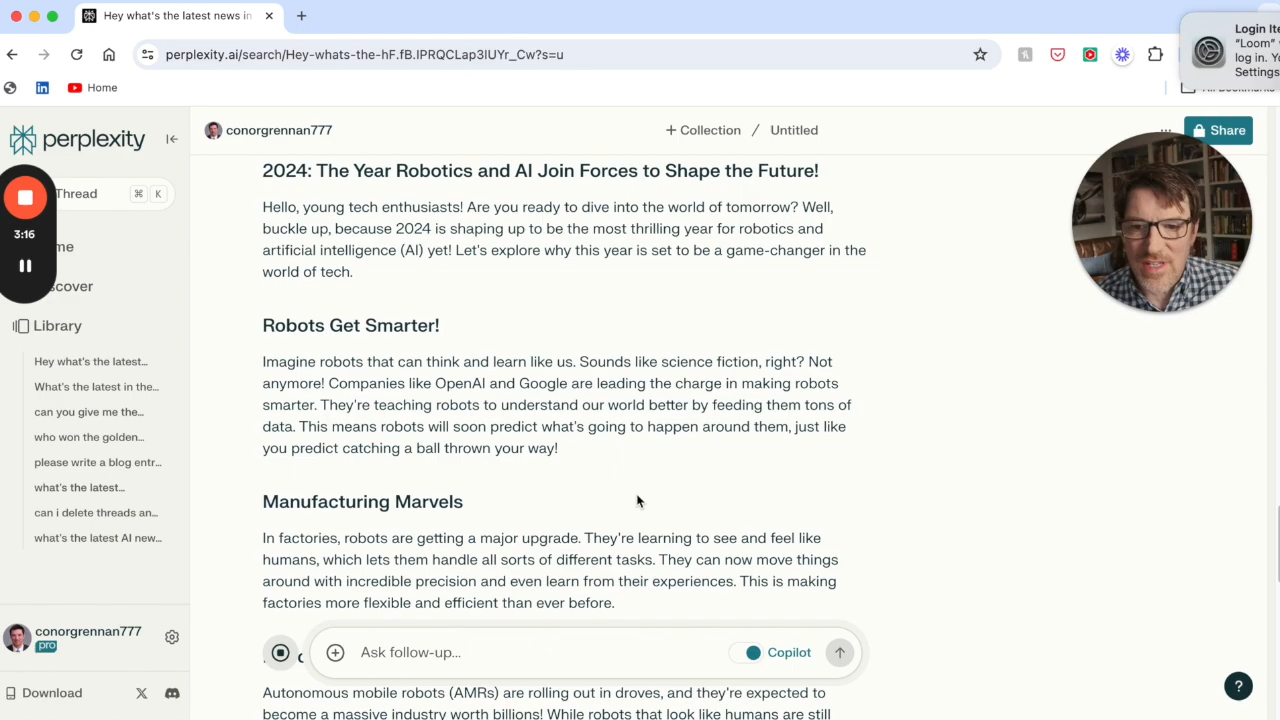 Hey what's the latest news in
perplexity.ai/search/Hey-whats-the-hF.fB.lPRQCLap3lUYr_Cw?s=u
Login Ite
"Loom"
log in. Yo
Settings
Home
All Bookmarks
perplexity
conorgrennan777
+ Collection / Untitled
Share
Thread ⌘ K
3:16
me
scover
Library
Hey what's the latest...
What's the latest in the...
can you give me the...
who won the golden...
please write a blog entr...
what's the latest...
can i delete threads an...
what's the latest AI new...
conorgrennan777
pro
Download
2024: The Year Robotics and AI Join Forces to Shape the Future!
Hello, young tech enthusiasts! Are you ready to dive into the world of tomorrow? Well,
buckle up, because 2024 is shaping up to be the most thrilling year for robotics and
artificial intelligence (AI) yet! Let's explore why this year is set to be a game-changer in the
world of tech.
Robots Get Smarter!
Imagine robots that can think and learn like us. Sounds like science fiction, right? Not
anymore! Companies like OpenAI and Google are leading the charge in making robots
smarter. They're teaching robots to understand our world better by feeding them tons of
data. This means robots will soon predict what's going to happen around them, just like
you predict catching a ball thrown your way!
Manufacturing Marvels
In factories, robots are getting a major upgrade. They're learning to see and feel like
humans, which lets them handle all sorts of different tasks. They can now move things
around with incredible precision and even learn from their experiences. This is making
factories more flexible and efficient than ever before.
Ask follow-up...
Copilot
Autonomous mobile robots (AMRs) are rolling out in droves, and they're expected to
become a massive industry worth billions! While robots that look like humans are still
?